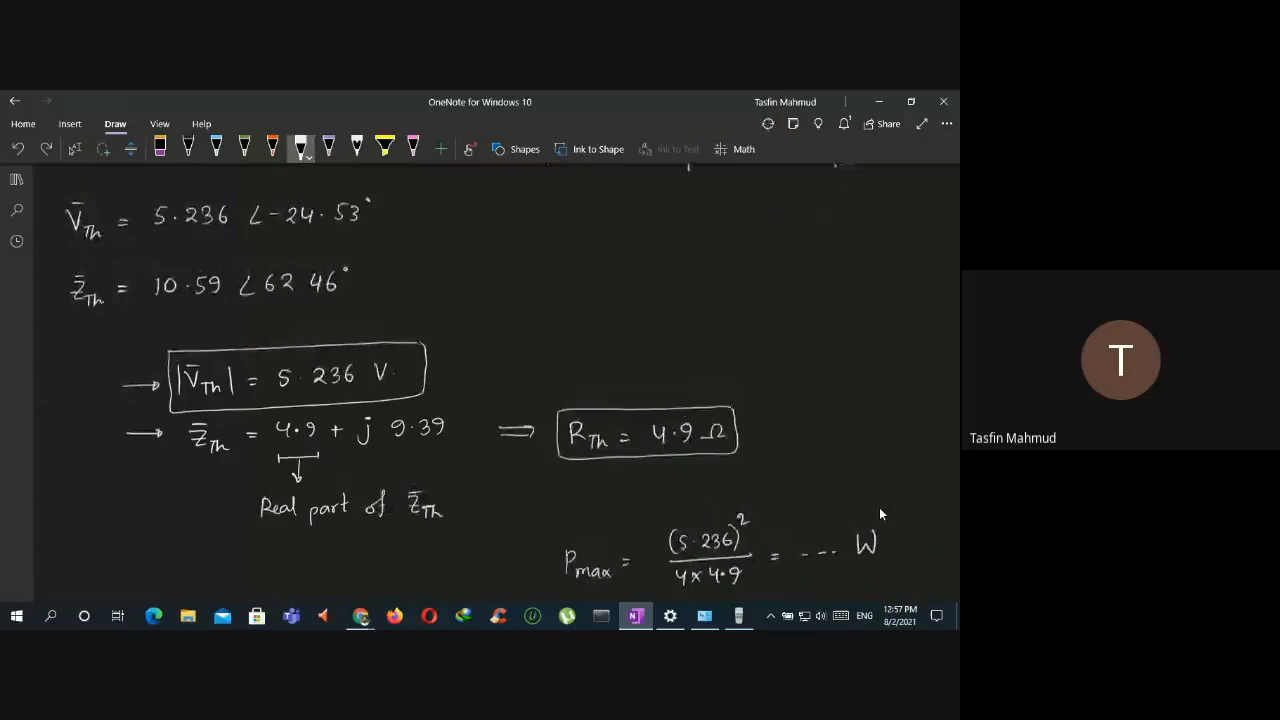 OneNote for Windows 10
Tasfin Mahmud
Home Insert Draw View Help
Share
Shapes Ink to Shape Ink to Text Math
V̄Th = 5.236 ∠-24.53°
Z̄Th = 10.59 ∠62 46°
→ |V̄Th| = 5.236 V.
→ Z̄Th = 4.9 + j 9.39 ⟹ RTh = 4.9 Ω
Real part of Z̄Th
Pmax = (5.236)² / 4×4.9 = --- W
T
Tasfin Mahmud
ENG
12:57 PM
8/2/2021